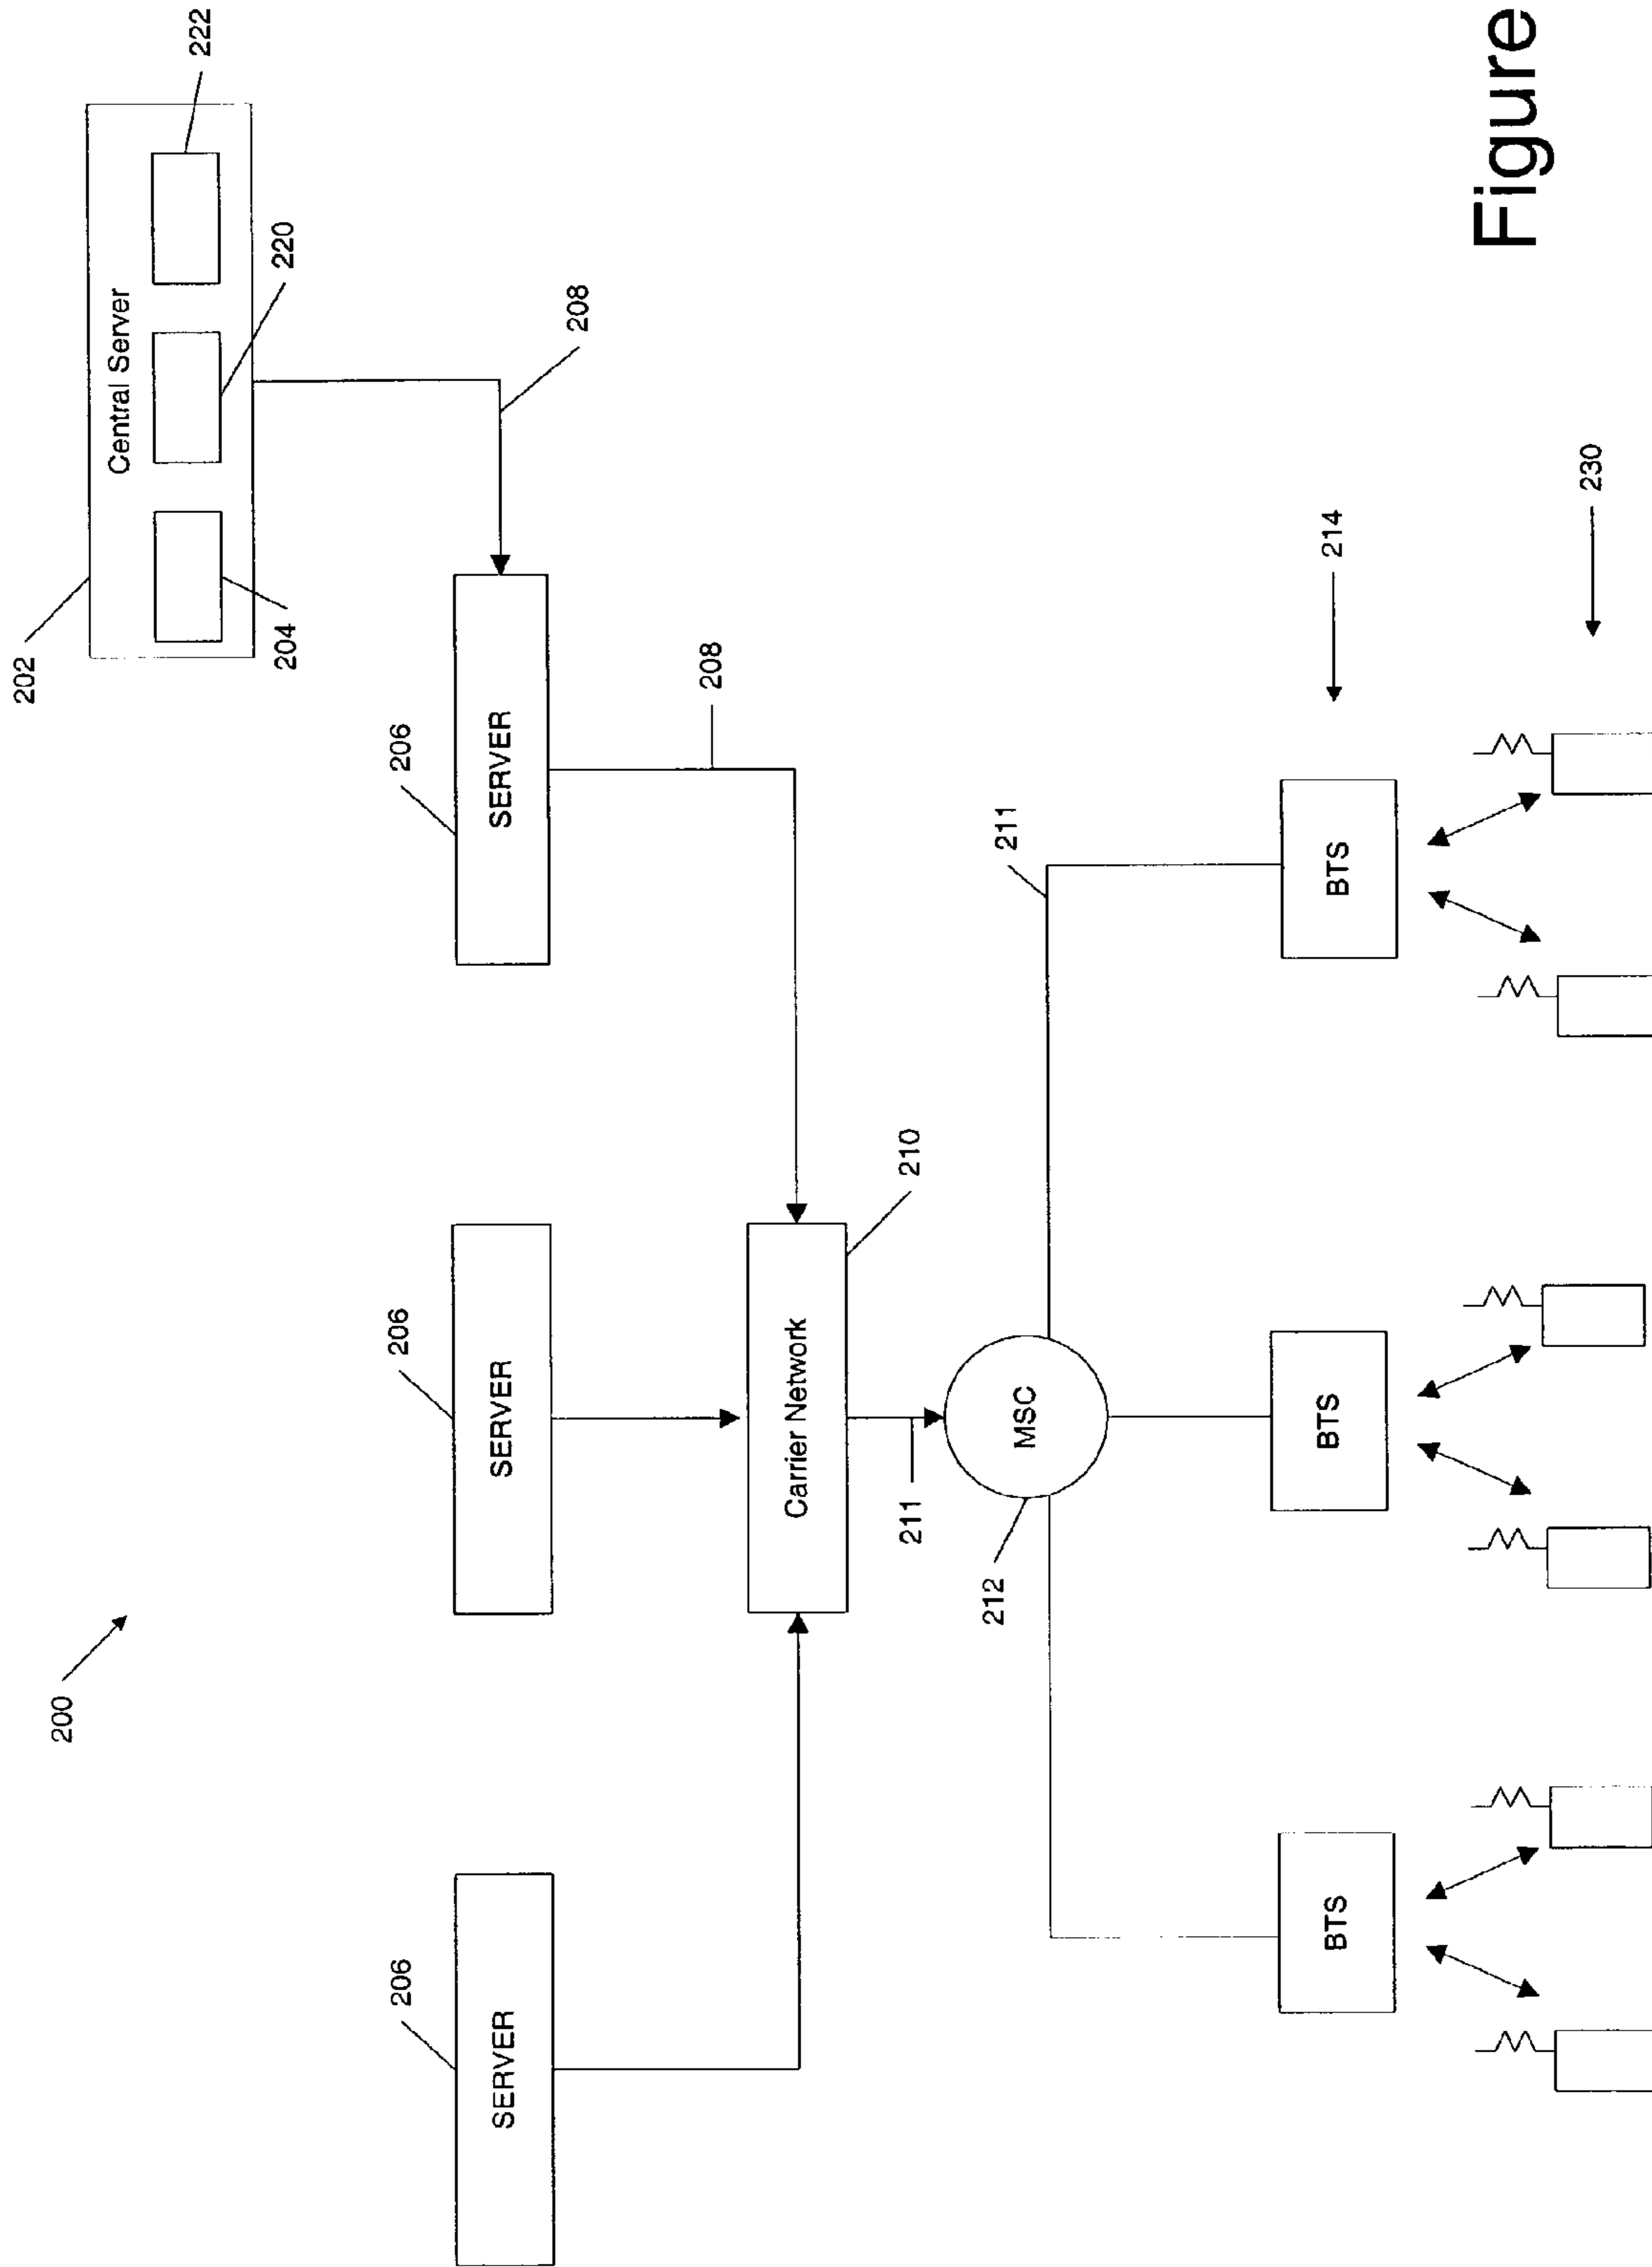 200
202
Central Server
222
204
220
206
206
206
208
SERVER
SERVER
SERVER
208
210
Carrier Network
211
211
MSC
212
214
BTS
BTS
BTS
230
Figure